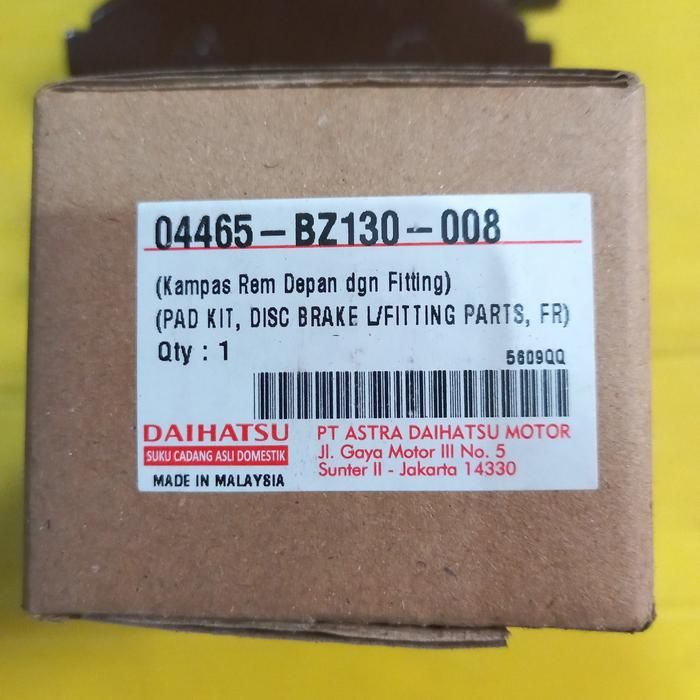 04465-BZ130-008
(Kampas Rem Depan dgn Fitting)
(PAD KIT, DISC BRAKE L/FITTING PARTS, FR)
Qty : 1
5609QQ
DAIHATSU
SUKU CADANG ASLI DOMESTIK
MADE IN MALAYSIA
PT ASTRA DAIHATSU MOTOR
Jl. Gaya Motor III No. 5
Sunter II - Jakarta 14330